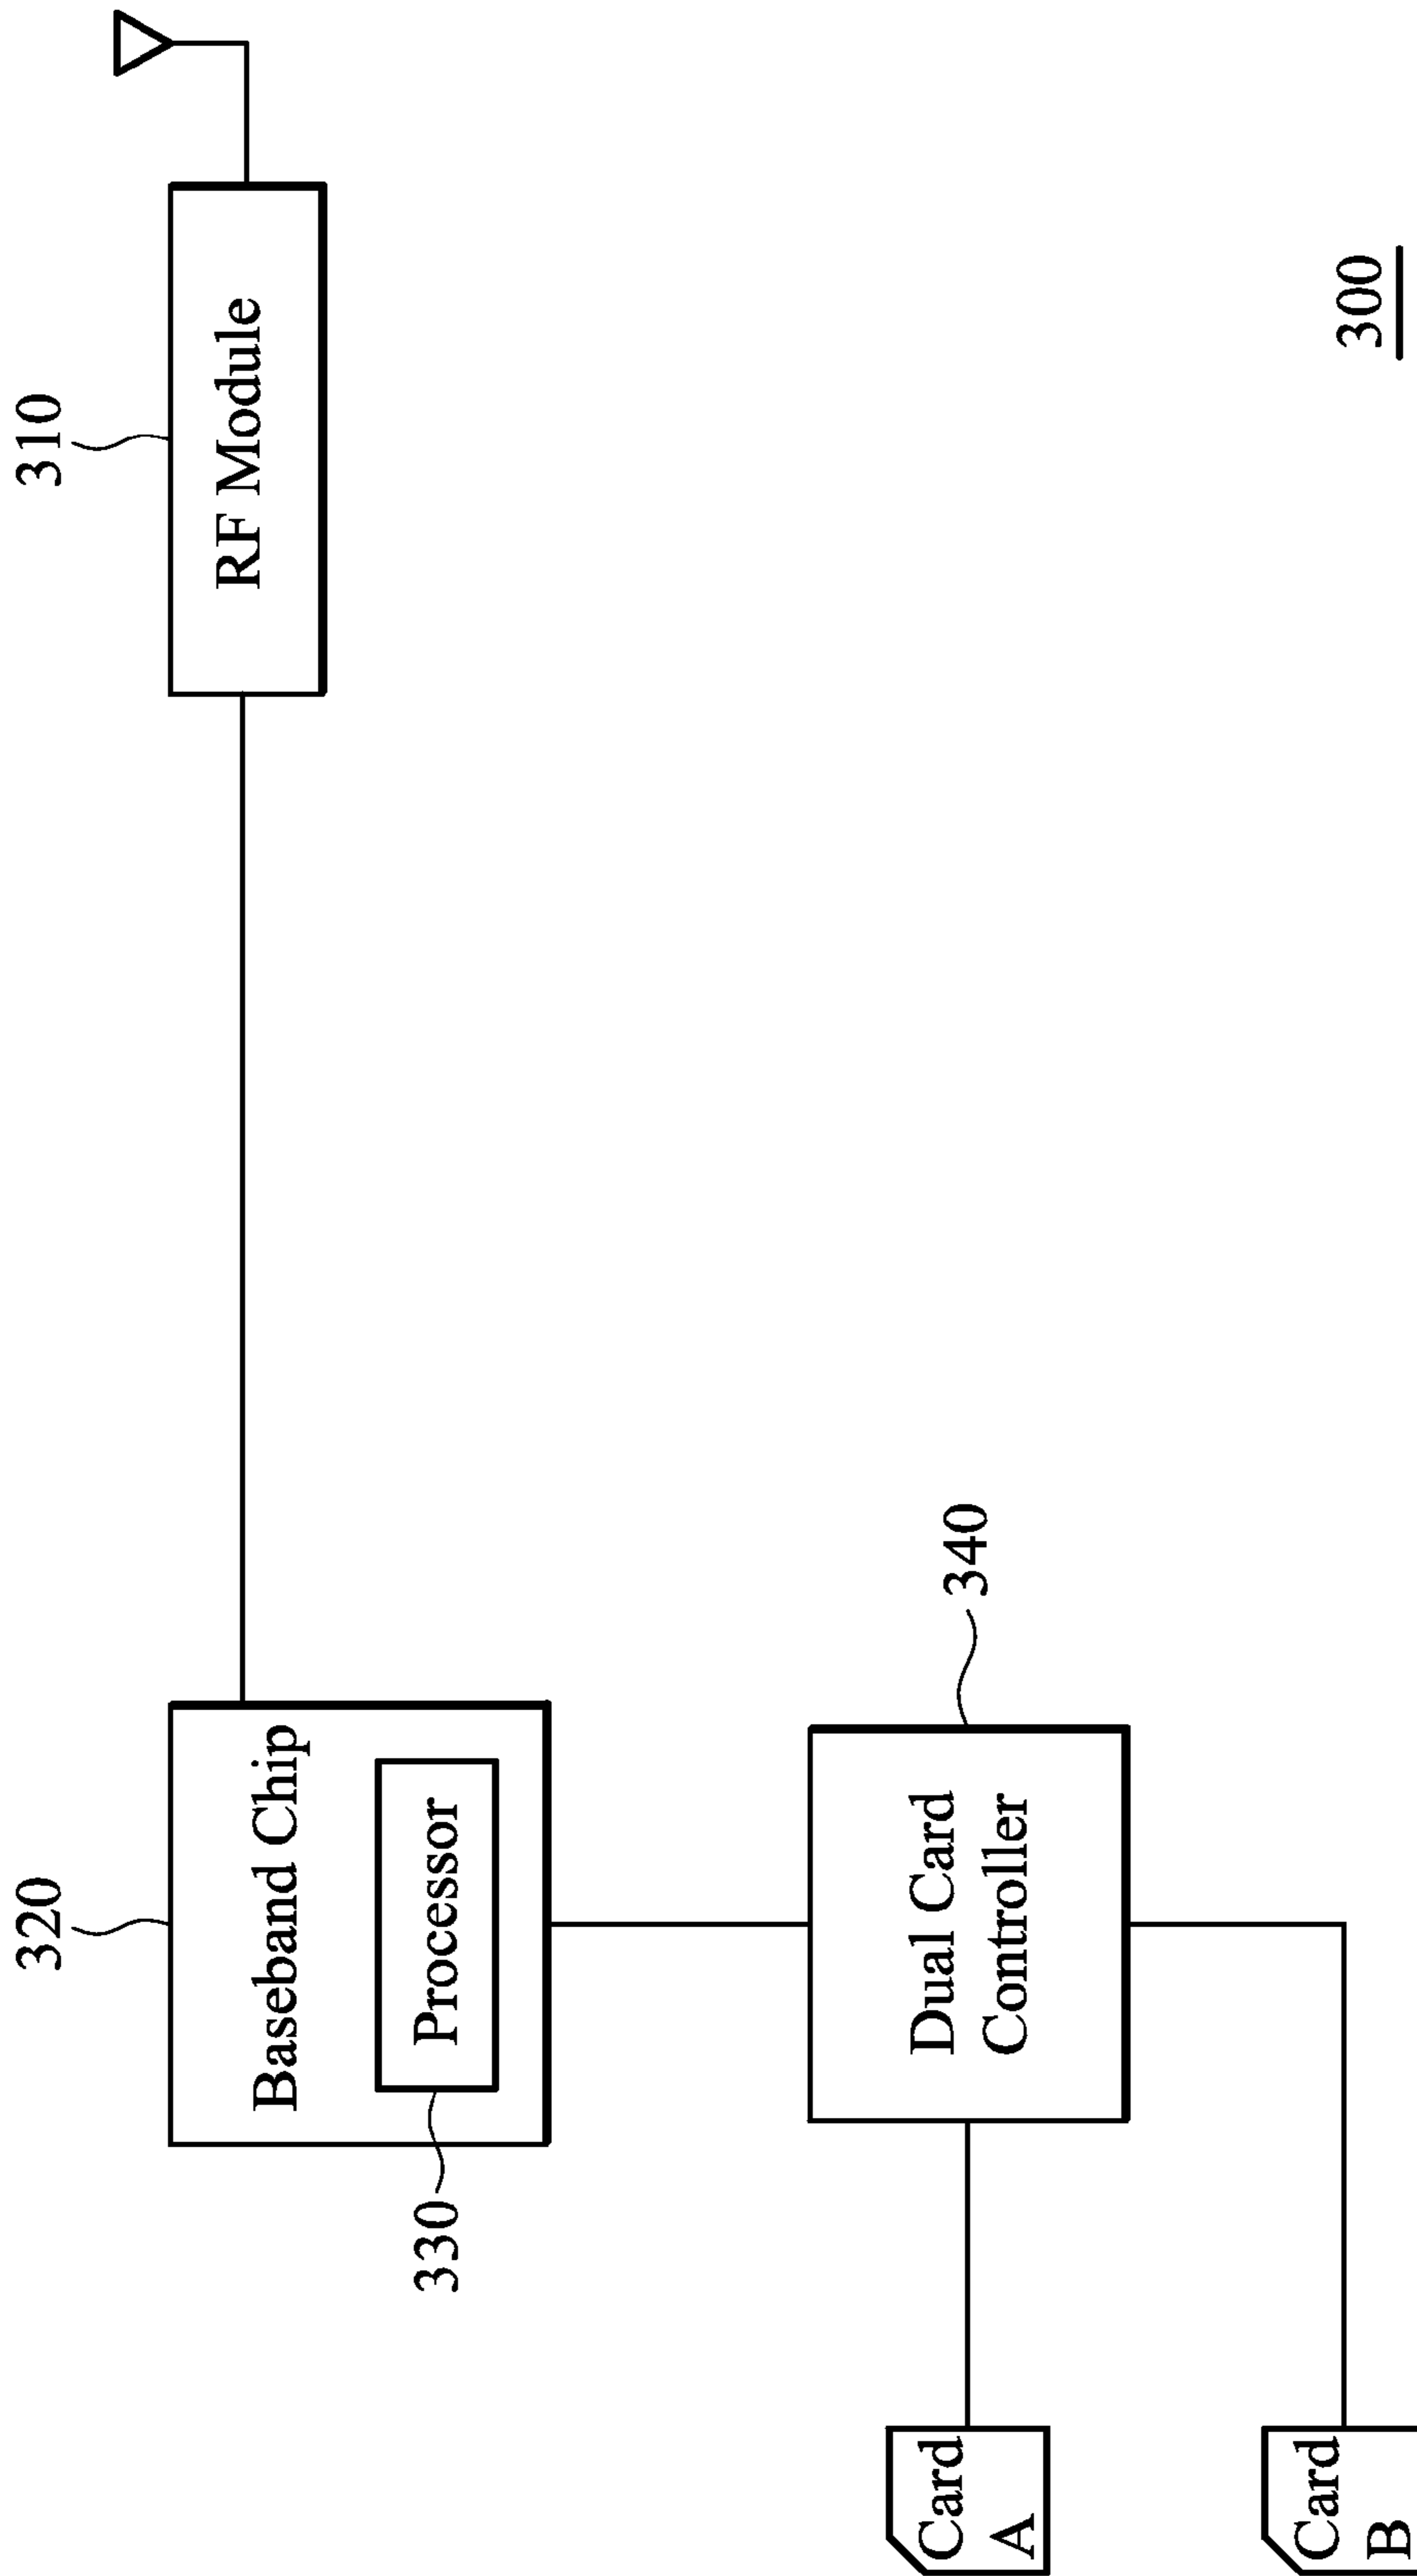 320
310
Baseband Chip
RF Module
330
Processor
Dual Card
Controller
340
Card
A
Card
B
300